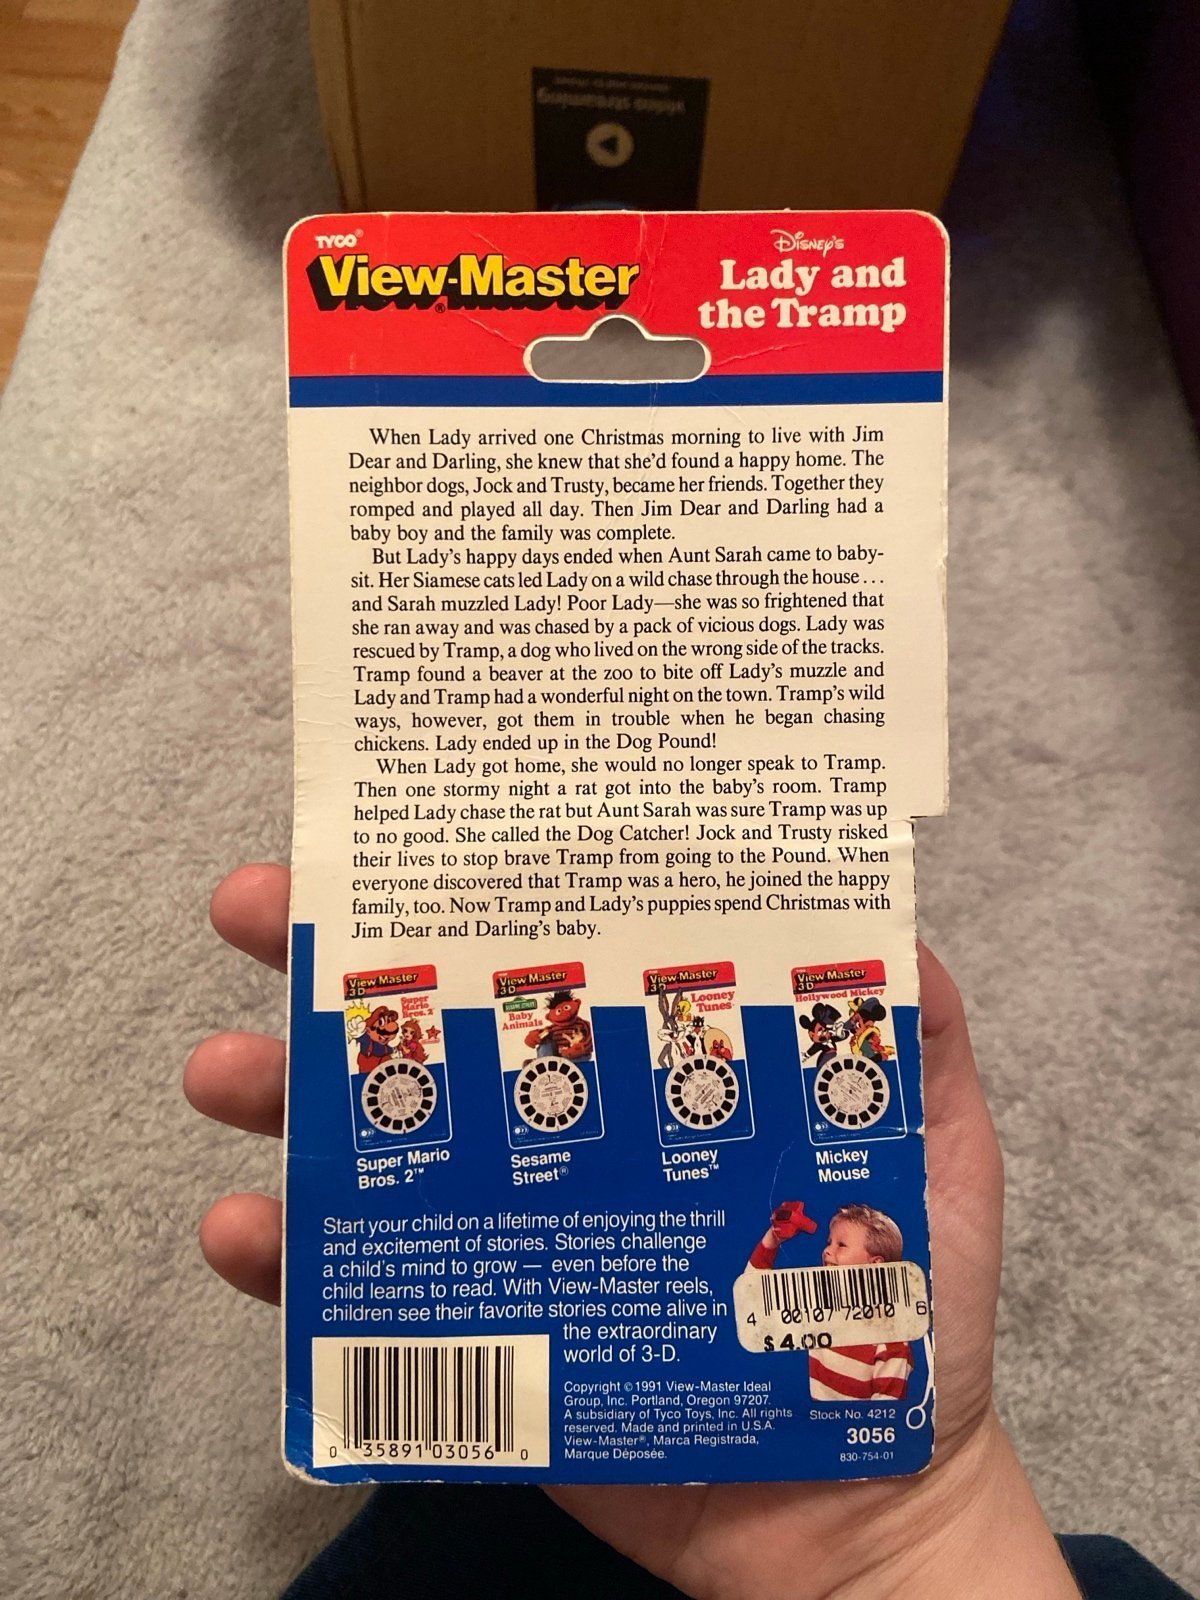 video streaming
TYCO®
View-Master®
DISNEY'S
Lady and
the Tramp
When Lady arrived one Christmas morning to live with Jim
Dear and Darling, she knew that she'd found a happy home. The
neighbor dogs, Jock and Trusty, became her friends. Together they
romped and played all day. Then Jim Dear and Darling had a
baby boy and the family was complete.
But Lady's happy days ended when Aunt Sarah came to baby-
sit. Her Siamese cats led Lady on a wild chase through the house . . .
and Sarah muzzled Lady! Poor Lady—she was so frightened that
she ran away and was chased by a pack of vicious dogs. Lady was
rescued by Tramp, a dog who lived on the wrong side of the tracks.
Tramp found a beaver at the zoo to bite off Lady's muzzle and
Lady and Tramp had a wonderful night on the town. Tramp's wild
ways, however, got them in trouble when he began chasing
chickens. Lady ended up in the Dog Pound!
When Lady got home, she would no longer speak to Tramp.
Then one stormy night a rat got into the baby's room. Tramp
helped Lady chase the rat but Aunt Sarah was sure Tramp was up
to no good. She called the Dog Catcher! Jock and Trusty risked
their lives to stop brave Tramp from going to the Pound. When
everyone discovered that Tramp was a hero, he joined the happy
family, too. Now Tramp and Lady's puppies spend Christmas with
Jim Dear and Darling's baby.
View-Master
3D
Super
Mario
Bros. 2
View-Master
3D
SESAME STREET
Baby
Animals
View-Master
3D
Looney
Tunes
View-Master
3D
Hollywood Mickey
Super Mario
Bros. 2™
Sesame
Street®
Looney
Tunes™
Mickey
Mouse
Start your child on a lifetime of enjoying the thrill
and excitement of stories. Stories challenge
a child's mind to grow — even before the
child learns to read. With View-Master reels,
children see their favorite stories come alive in
the extraordinary
world of 3-D.
4 00107 72010 6
$4.00
0 35891 03056 0
Copyright ©1991 View-Master Ideal
Group, Inc. Portland, Oregon 97207.
A subsidiary of Tyco Toys, Inc. All rights
reserved. Made and printed in U.S.A.
View-Master®, Marca Registrada,
Marque Déposée.
Stock No. 4212
3056
830-754-01